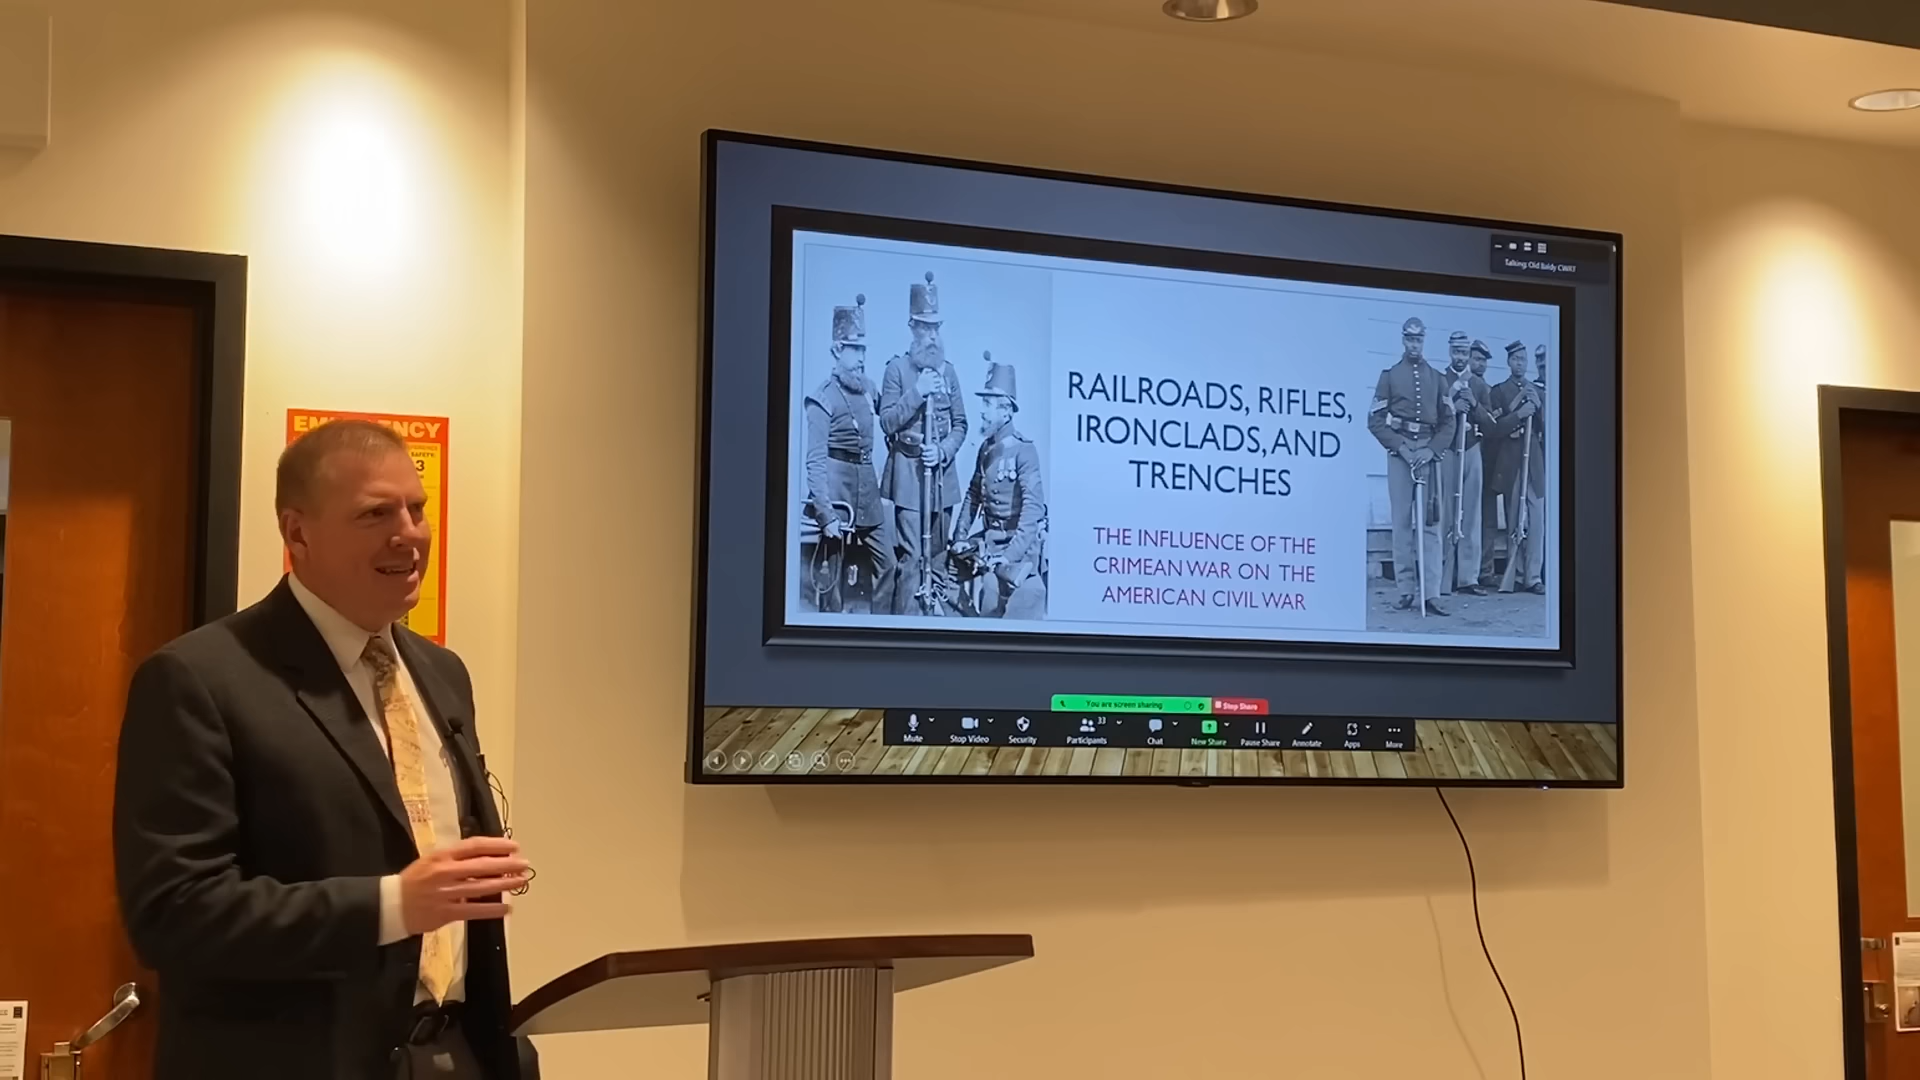 EMERGENCY
SAFETY
3
Talking: Old Baldy CWRT
RAILROADS, RIFLES,
IRONCLADS, AND
TRENCHES
THE INFLUENCE OF THE
CRIMEAN WAR ON THE
AMERICAN CIVIL WAR
You are screen sharing
Stop Share
Mute
Stop Video
Security
33
Participants
Chat
New Share
Pause Share
Annotate
Apps
More